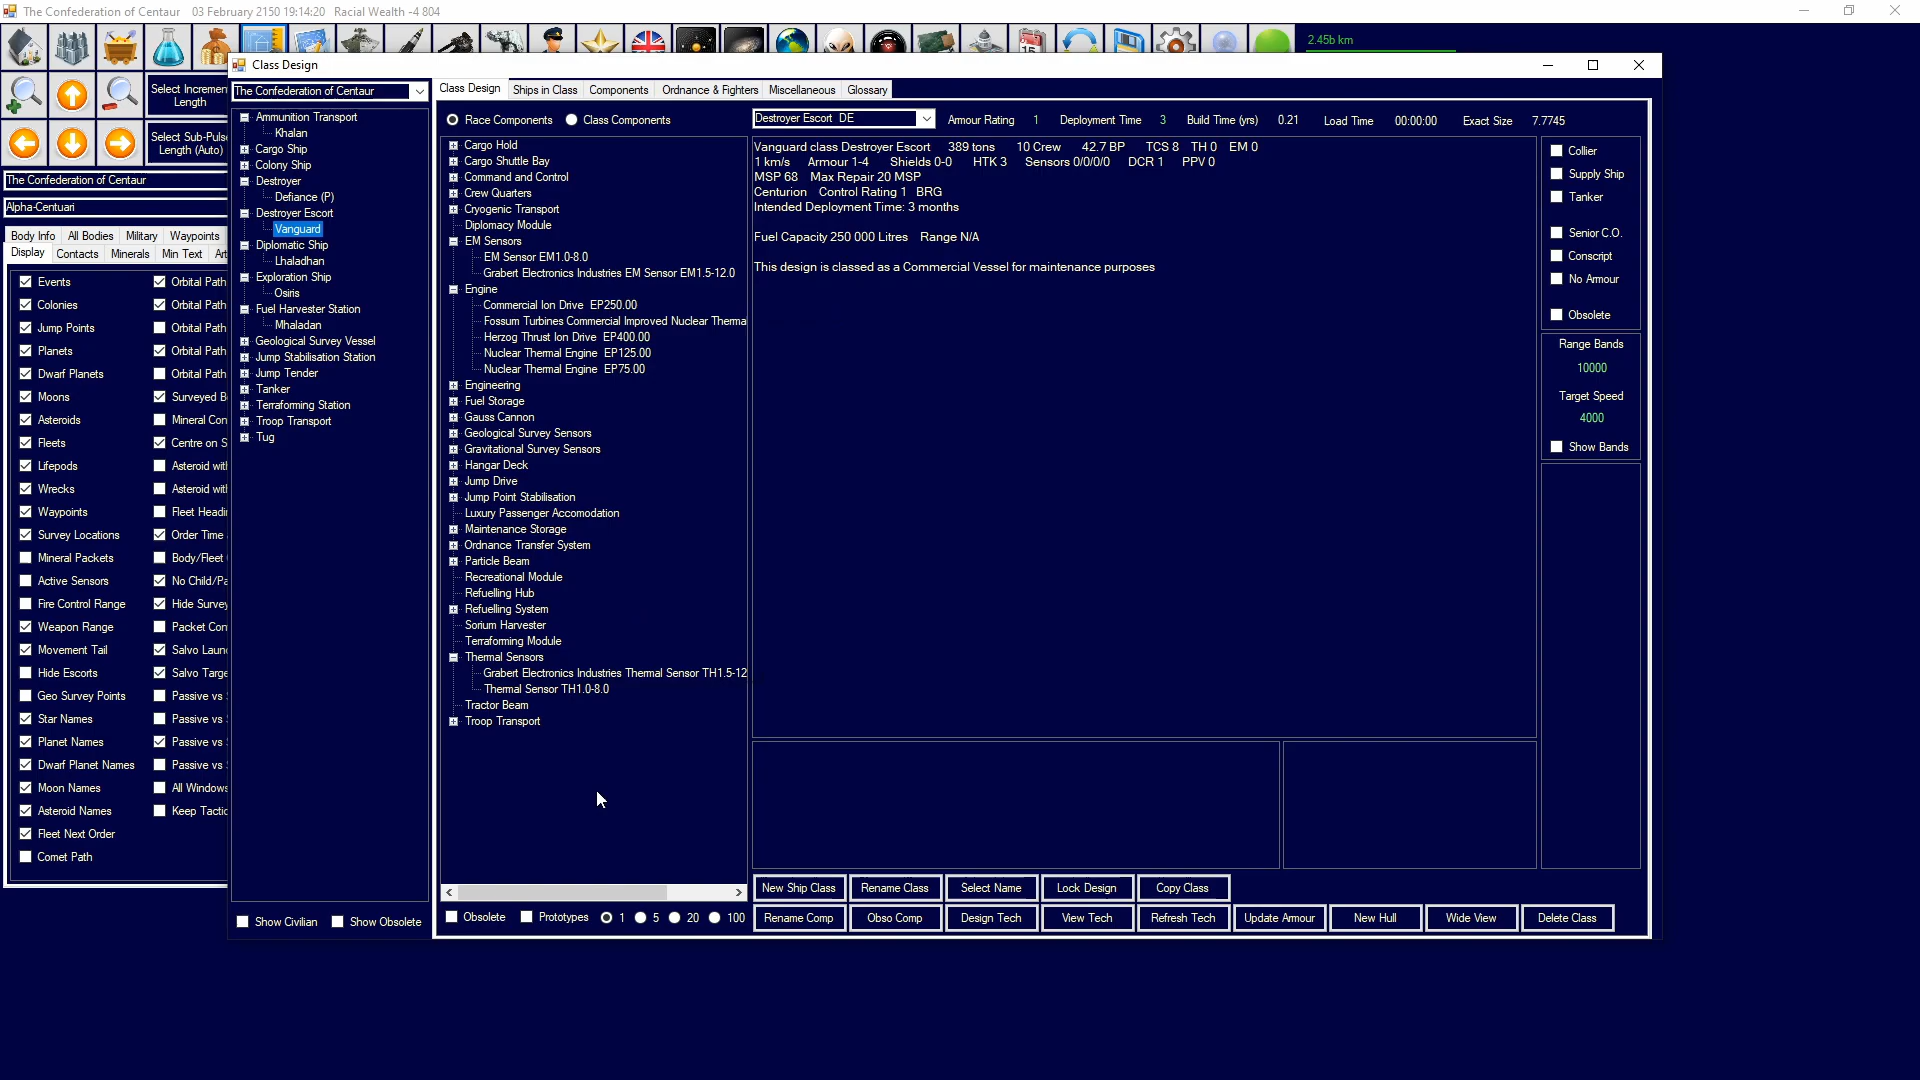 The Confederation of Centaur 03 February 2150 19:14:20 Racial Wealth -4 804
2.45b km
15
Class Design
Select Increment
Length
Select Sub-Pulse
Length (Auto)
The Confederation of Centaur
Alpha-Centuari
Body Info All Bodies Military Waypoints
Display Contacts Minerals Min Text
Events
Colonies
Jump Points
Planets
Dwarf Planets
Moons
Asteroids
Fleets
Lifepods
Wrecks
Waypoints
Survey Locations
Mineral Packets
Active Sensors
Fire Control Range
Weapon Range
Movement Tail
Hide Escorts
Geo Survey Points
Star Names
Planet Names
Dwarf Planet Names
Moon Names
Asteroid Names
Fleet Next Order
Comet Path
Orbital Path
Orbital Path
Orbital Path
Orbital Path
Orbital Path
Surveyed B
Mineral Con
Centre on S
Asteroid wit
Asteroid wit
Fleet Headi
Order Time
Body/Fleet
No Child/Pa
Hide Survey
Packet Con
Salvo Laun
Salvo Targe
Passive vs
Passive vs
Passive vs
Passive vs
All Windows
Keep Tactic
The Confederation of Centaur
Ammunition Transport
Khalan
Cargo Ship
Colony Ship
Destroyer
Defiance (P)
Destroyer Escort
Vanguard
Diplomatic Ship
Lhaladhan
Exploration Ship
Osiris
Fuel Harvester Station
Mhaladan
Geological Survey Vessel
Jump Stabilisation Station
Jump Tender
Tanker
Terraforming Station
Troop Transport
Tug
Show Civilian Show Obsolete
Class Design Ships in Class Components Ordnance & Fighters Miscellaneous Glossary
Race Components Class Components
Cargo Hold
Cargo Shuttle Bay
Command and Control
Crew Quarters
Cryogenic Transport
Diplomacy Module
EM Sensors
EM Sensor EM1.0-8.0
Grabert Electronics Industries EM Sensor EM1.5-12.0
Engine
Commercial Ion Drive EP250.00
Fossum Turbines Commercial Improved Nuclear Therma
Herzog Thrust Ion Drive EP400.00
Nuclear Thermal Engine EP125.00
Nuclear Thermal Engine EP75.00
Engineering
Fuel Storage
Gauss Cannon
Geological Survey Sensors
Gravitational Survey Sensors
Hangar Deck
Jump Drive
Jump Point Stabilisation
Luxury Passenger Accomodation
Maintenance Storage
Ordnance Transfer System
Particle Beam
Recreational Module
Refuelling Hub
Refuelling System
Sorium Harvester
Terraforming Module
Thermal Sensors
Grabert Electronics Industries Thermal Sensor TH1.5-12
Thermal Sensor TH1.0-8.0
Tractor Beam
Troop Transport
Obsolete Prototypes 1 5 20 100
Destroyer Escort DE Armour Rating 1 Deployment Time 3 Build Time (yrs) 0.21 Load Time 00:00:00 Exact Size 7.7745
Vanguard class Destroyer Escort 389 tons 10 Crew 42.7 BP TCS 8 TH 0 EM 0
1 km/s Armour 1-4 Shields 0-0 HTK 3 Sensors 0/0/0/0 DCR 1 PPV 0
MSP 68 Max Repair 20 MSP
Centurion Control Rating 1 BRG
Intended Deployment Time: 3 months
Fuel Capacity 250 000 Litres Range N/A
This design is classed as a Commercial Vessel for maintenance purposes
Collier
Supply Ship
Tanker
Senior C.O.
Conscript
No Armour
Obsolete
Range Bands
10000
Target Speed
4000
Show Bands
New Ship Class Rename Class Select Name Lock Design Copy Class
Rename Comp Obso Comp Design Tech View Tech Refresh Tech Update Armour New Hull Wide View Delete Class